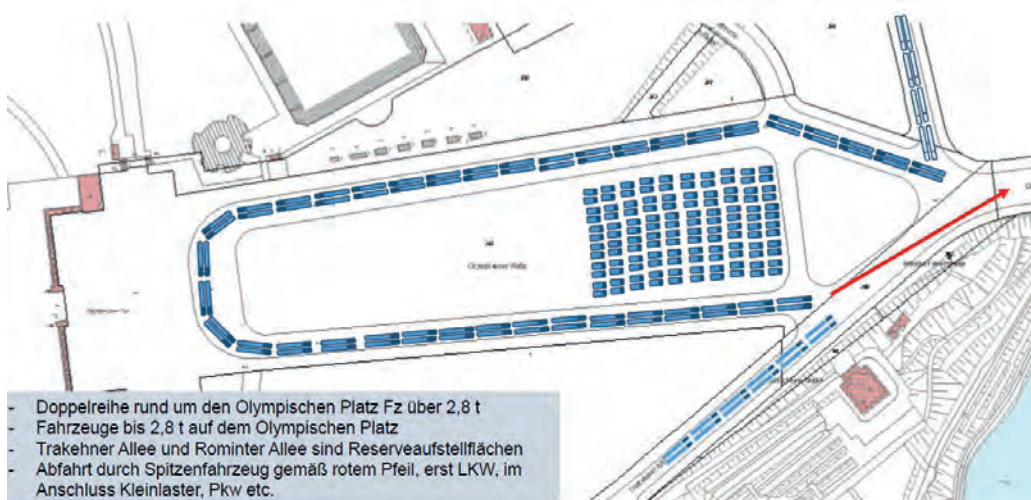 Olympischer Platz
- Doppelreihe rund um den Olympischen Platz Fz über 2,8 t
- Fahrzeuge bis 2,8 t auf dem Olympischen Platz
- Trakehner Allee und Rominter Allee sind Reserveaufstellflächen
- Abfahrt durch Spitzenfahrzeug gemäß rotem Pfeil, erst LKW, im
Anschluss Kleinlaster, Pkw etc.